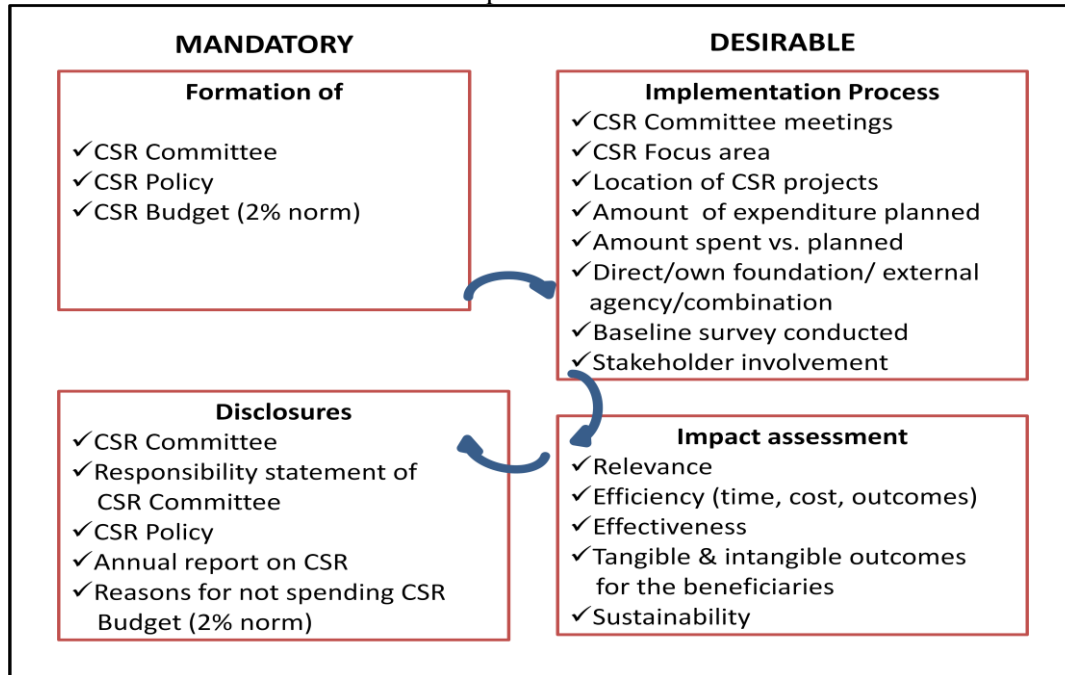 MANDATORY
Formation of
✓CSR Committee
✓CSR Policy
✓CSR Budget (2% norm)
DESIRABLE
Implementation Process
✓CSR Committee meetings
✓CSR Focus area
✓Location of CSR projects
✓Amount of expenditure planned
✓Amount spent vs. planned
✓Direct/own foundation/ external
agency/combination
✓Baseline survey conducted
✓Stakeholder involvement
Disclosures
✓CSR Committee
✓Responsibility statement of
CSR Committee
✓CSR Policy
✓Annual report on CSR
✓Reasons for not spending CSR
Budget (2% norm)
Impact assessment
✓Relevance
✓Efficiency (time, cost, outcomes)
✓Effectiveness
✓Tangible & intangible outcomes
for the beneficiaries
✓Sustainability